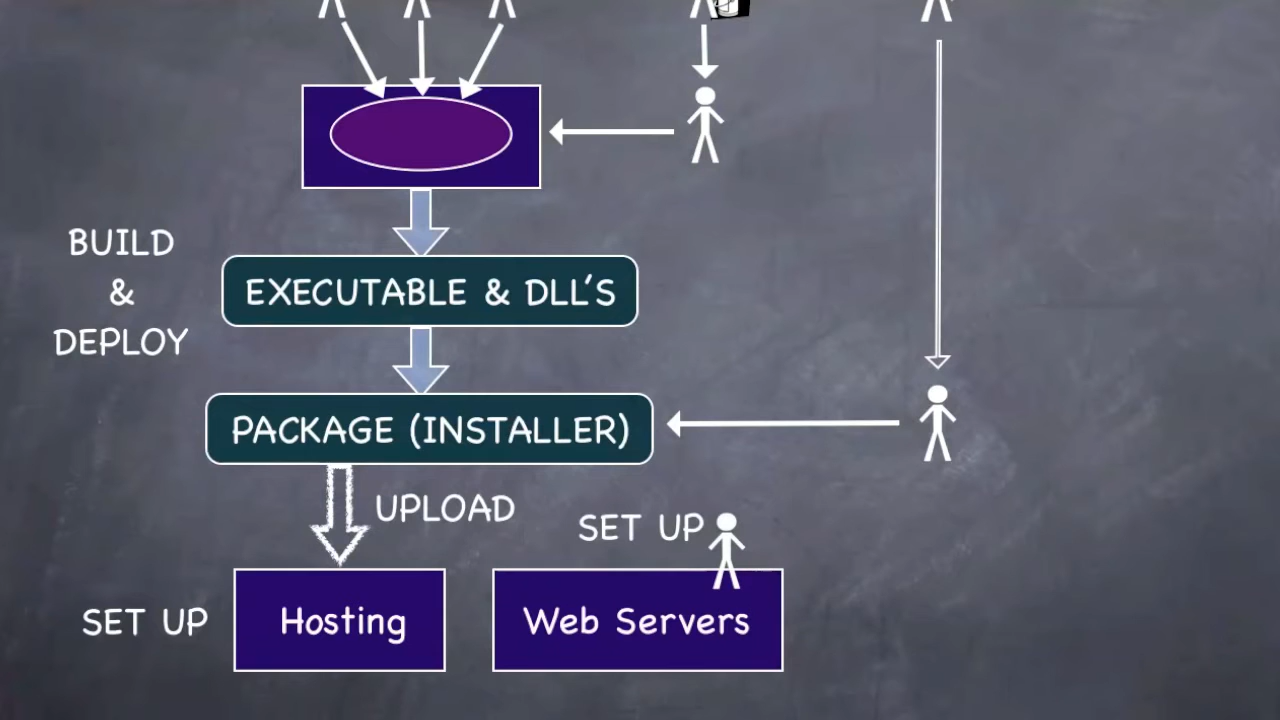 BUILD
&
DEPLOY
EXECUTABLE & DLL'S
PACKAGE (INSTALLER)
UPLOAD
SET UP
SET UP
Hosting
Web Servers